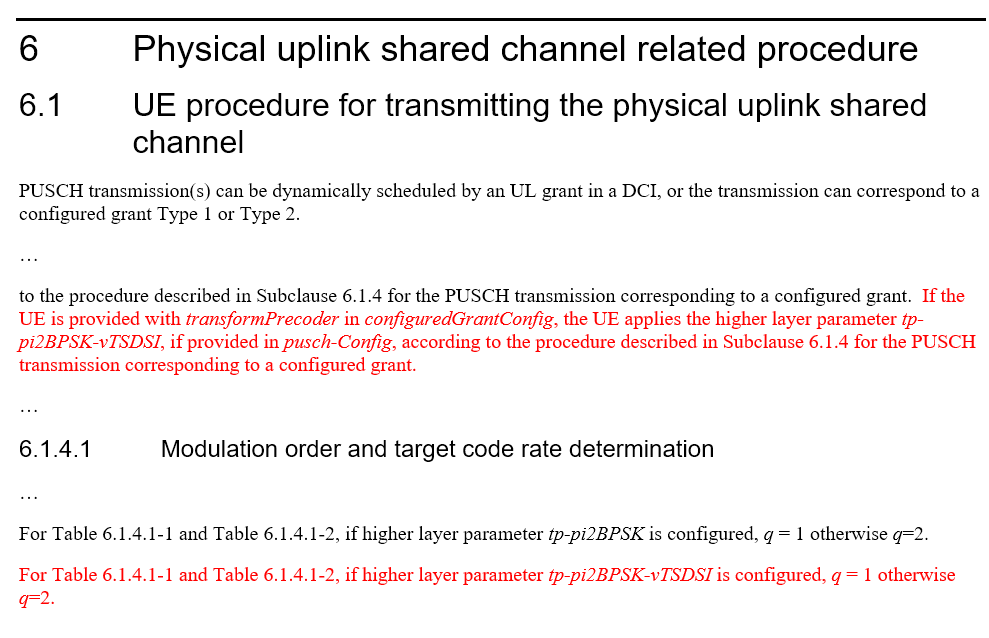 6 Physical uplink shared channel related procedure
6.1 UE procedure for transmitting the physical uplink shared
channel
PUSCH transmission(s) can be dynamically scheduled by an UL grant in a DCI, or the transmission can correspond to a
configured grant Type 1 or Type 2.
…
to the procedure described in Subclause 6.1.4 for the PUSCH transmission corresponding to a configured grant. If the
UE is provided with transformPrecoder in configuredGrantConfig, the UE applies the higher layer parameter tp-
pi2BPSK-vTSDSI, if provided in pusch-Config, according to the procedure described in Subclause 6.1.4 for the PUSCH
transmission corresponding to a configured grant.
…
6.1.4.1 Modulation order and target code rate determination
…
For Table 6.1.4.1-1 and Table 6.1.4.1-2, if higher layer parameter tp-pi2BPSK is configured, q = 1 otherwise q=2.
For Table 6.1.4.1-1 and Table 6.1.4.1-2, if higher layer parameter tp-pi2BPSK-vTSDSI is configured, q = 1 otherwise
q=2.